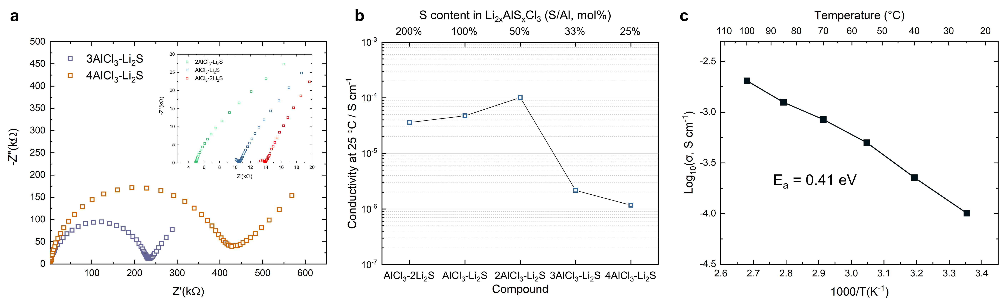 a
500
450
400
350
300
250
200
150
100
50
0
-Z"(kΩ)
3AlCl₃-Li₂S
4AlCl₃-Li₂S
30
25
20
15
10
5
0
-Z"(kΩ)
2AlCl₃-Li₂S
AlCl₃-Li₂S
AlCl₃-2Li₂S
4 6 8 10 12 14 16 18 20
Z'(kΩ)
100 200 300 400 500 600
Z'(kΩ)
b
S content in Li₂ₓAlSₓCl₃ (S/Al, mol%)
200% 100% 50% 33% 25%
10⁻³
10⁻⁴
10⁻⁵
10⁻⁶
10⁻⁷
Conductivity at 25 °C / S cm⁻¹
AlCl₃-2Li₂S AlCl₃-Li₂S 2AlCl₃-Li₂S 3AlCl₃-Li₂S 4AlCl₃-Li₂S
Compound
c
Temperature (°C)
110 100 90 80 70 60 50 40 30 20
-2.5
-3.0
-3.5
-4.0
-4.5
Log₁₀(σ, S cm⁻¹)
Eₐ = 0.41 eV
2.6 2.7 2.8 2.9 3.0 3.1 3.2 3.3 3.4
1000/T(K⁻¹)